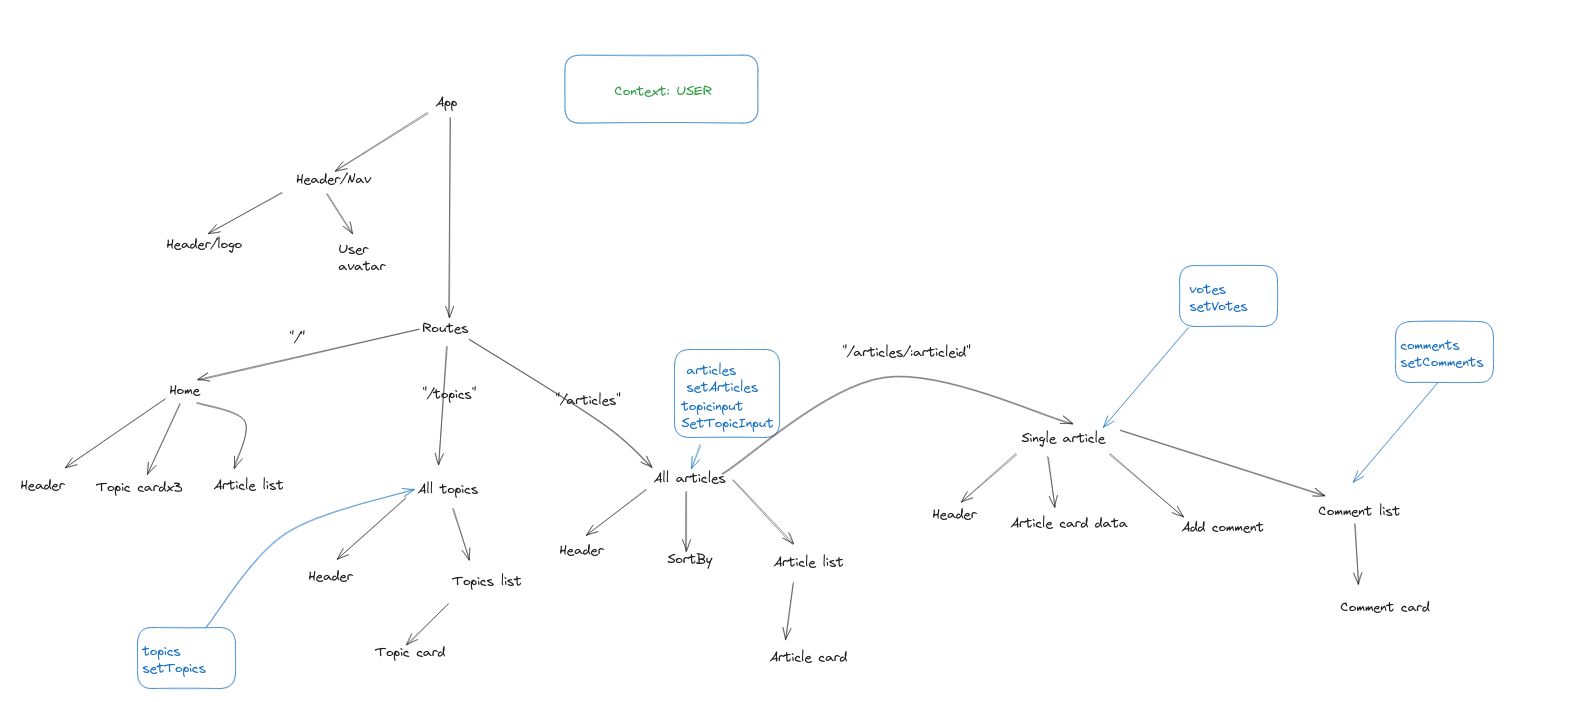 Context: USER
App
Header/Nav
Header/logo
User
avatar
Routes
"/"
"/topics"
"/articles"
"/articles/:articleid"
votes
setVotes
comments
setComments
articles
setArticles
topicinput
SetTopicInput
Home
Header
Topic cardx3
Article list
All topics
Header
Topics list
Topic card
topics
setTopics
All articles
Header
SortBy
Article list
Article card
Single article
Header
Article card data
Add comment
Comment list
Comment card